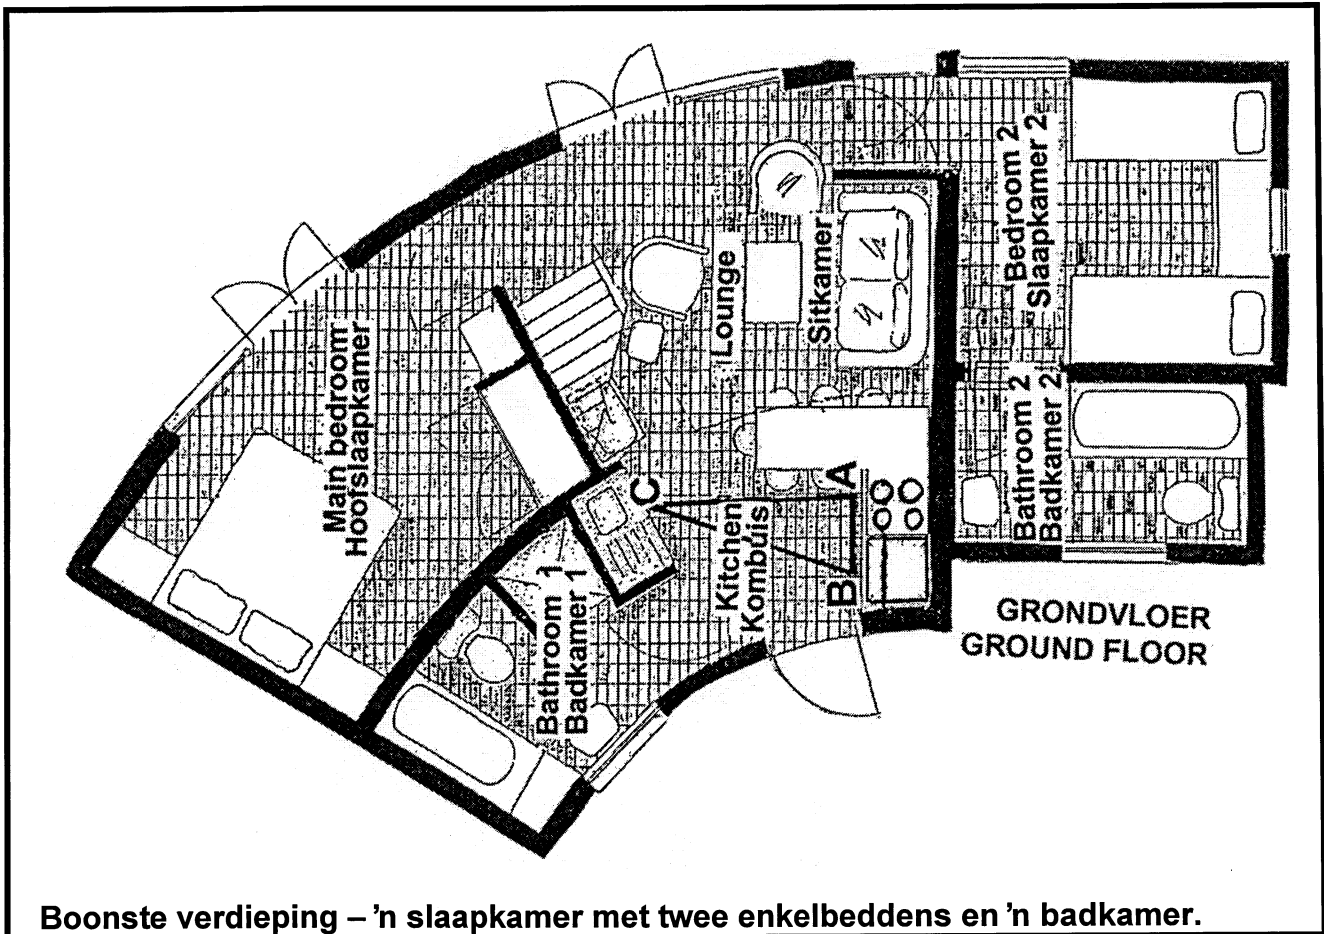 Main bedroom
Hoofslaapkamer
Bathroom 1
Badkamer 1
C
Kitchen
Kombuis
Lounge
Sitkamer
A
B
Bedroom 2
Slaapkamer 2
Bathroom 2
Badkamer 2
GRONDVLOER
GROUND FLOOR
Boonste verdieping – 'n slaapkamer met twee enkelbeddens en 'n badkamer.